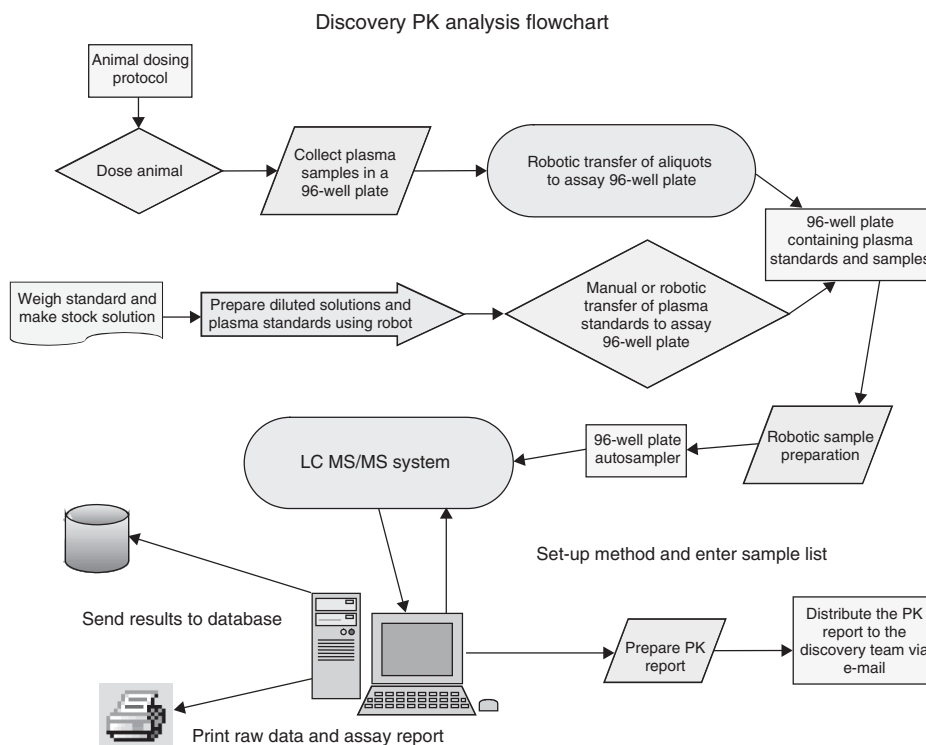 Discovery PK analysis flowchart
Animal dosing
protocol
Dose animal
Collect plasma
samples in a
96-well plate
Robotic transfer of aliquots
to assay 96-well plate
96-well plate
containing plasma
standards and samples
Weigh standard and
make stock solution
Prepare diluted solutions and
plasma standards using robot
Manual or robotic
transfer of plasma
standards to assay
96-well plate
Robotic sample
preparation
96-well plate
autosampler
LC MS/MS system
Set-up method and enter sample list
Send results to database
Prepare PK
report
Distribute the PK
report to the
discovery team via
e-mail
Print raw data and assay report